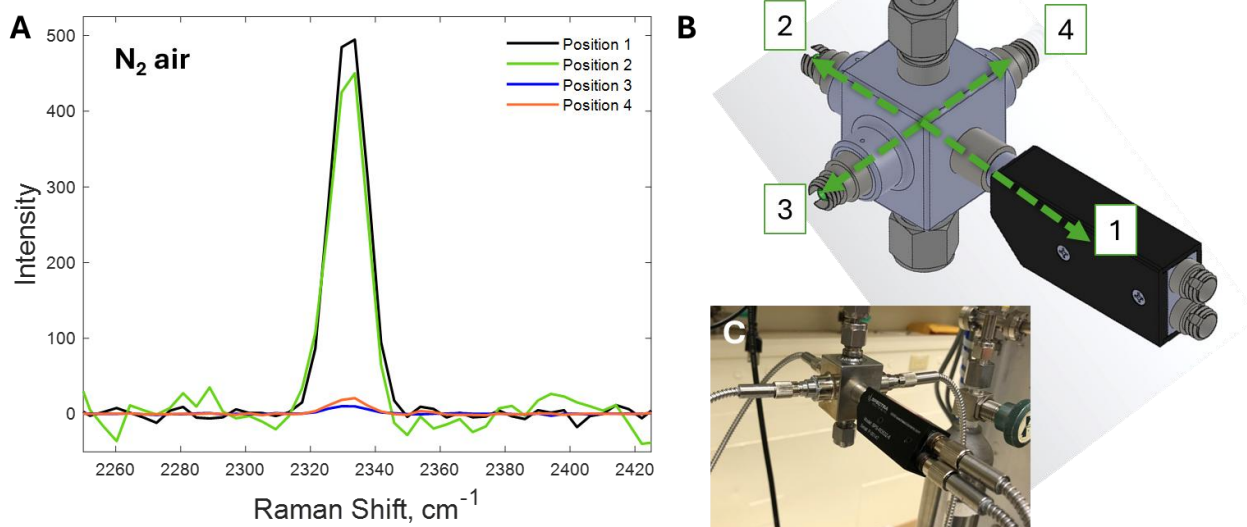 A
N₂ air
Position 1
Position 2
Position 3
Position 4
500
400
300
200
100
0
2260
2280
2300
2320
2340
2360
2380
2400
2420
Intensity
Raman Shift, cm⁻¹
B
2
4
3
1
C